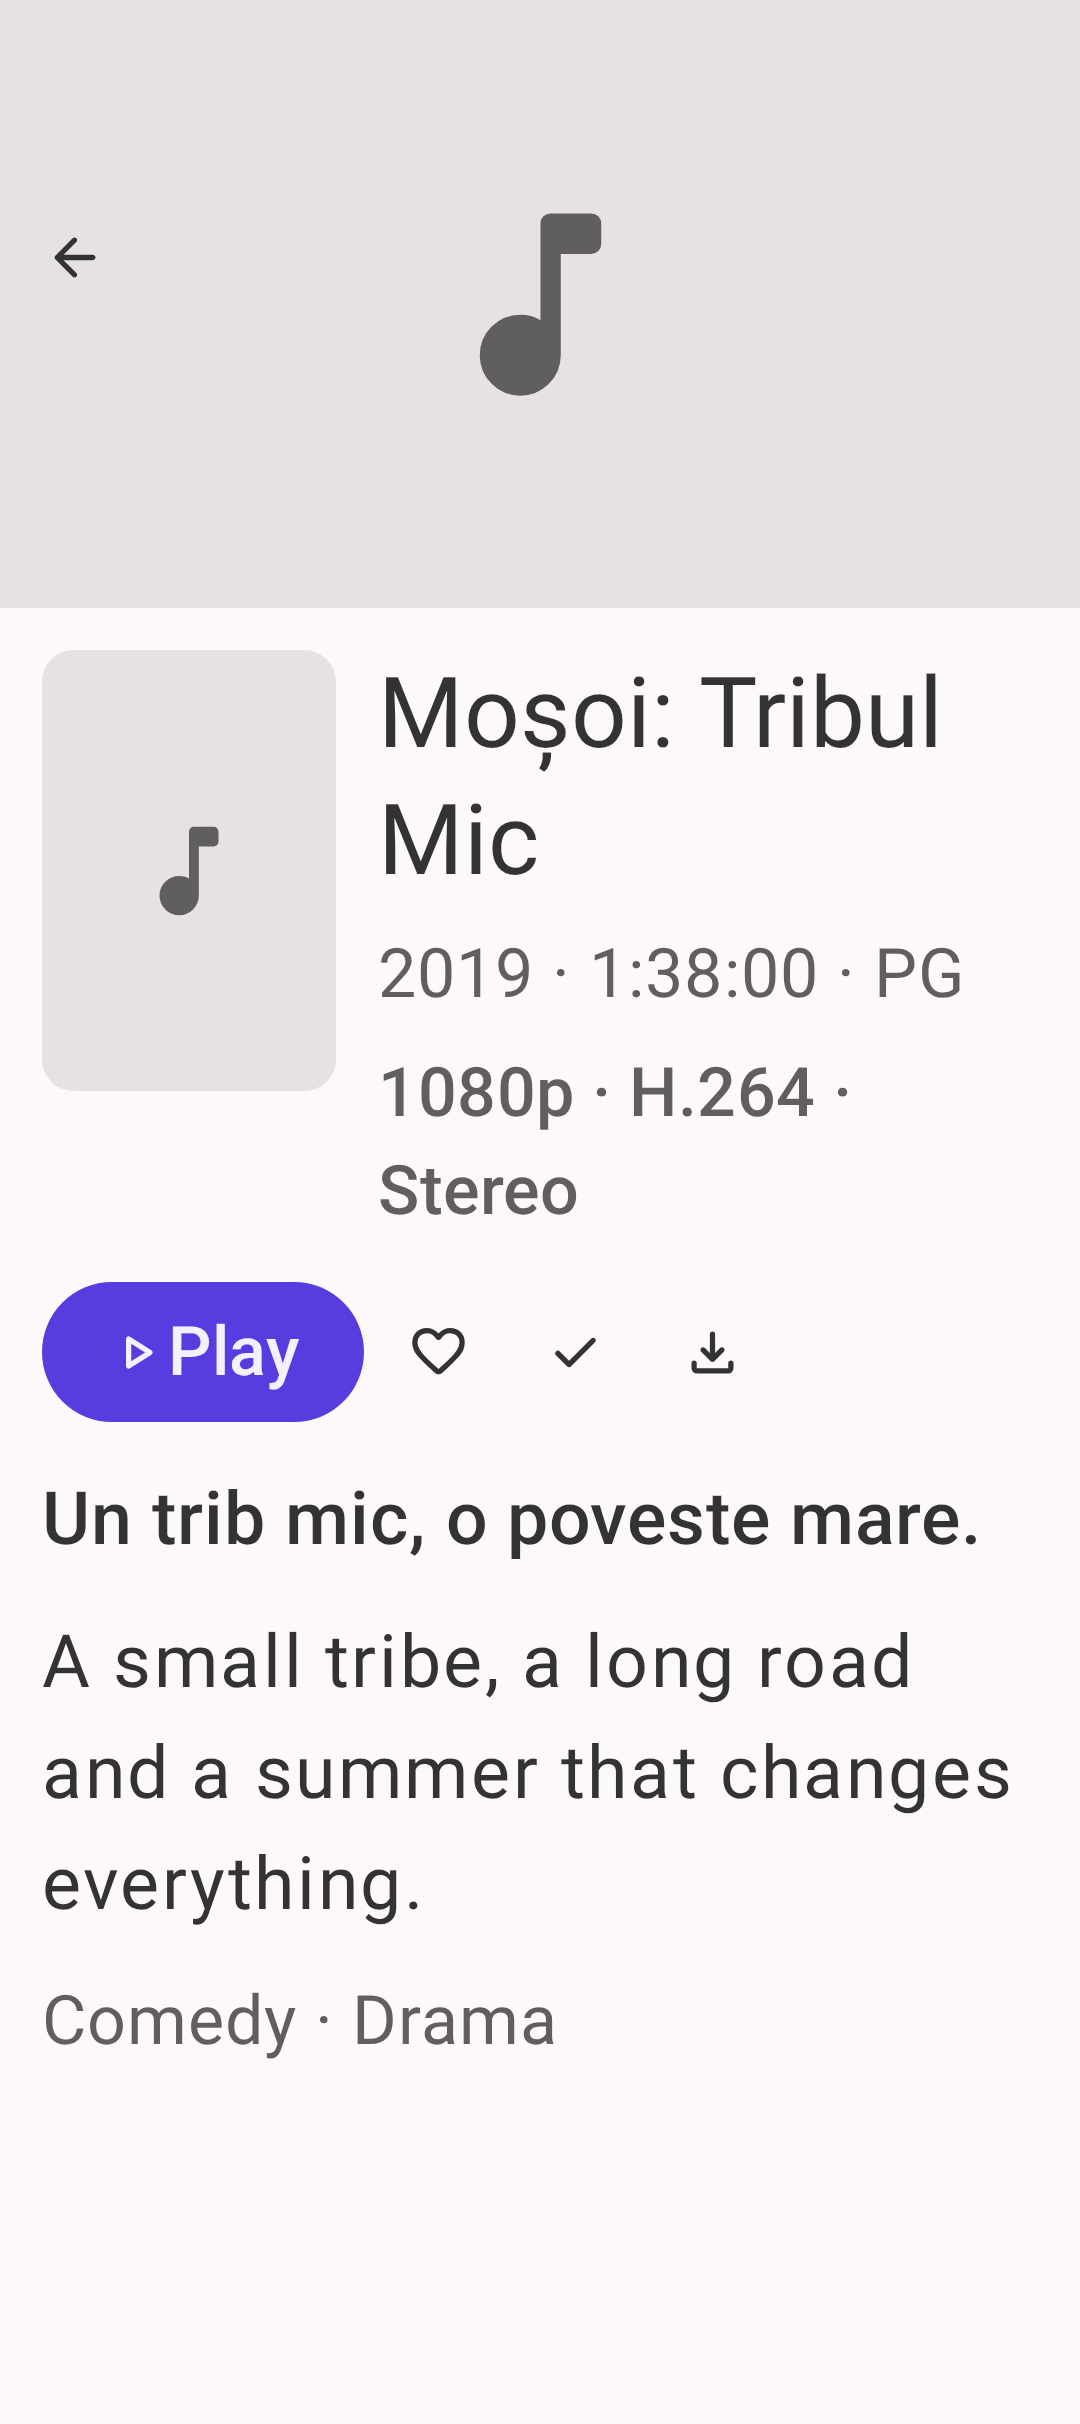 Moșoi: Tribul
Mic
2019 · 1:38:00 · PG
1080p · H.264 ·
Stereo
Play
Un trib mic, o poveste mare.
A small tribe, a long road
and a summer that changes
everything.
Comedy · Drama